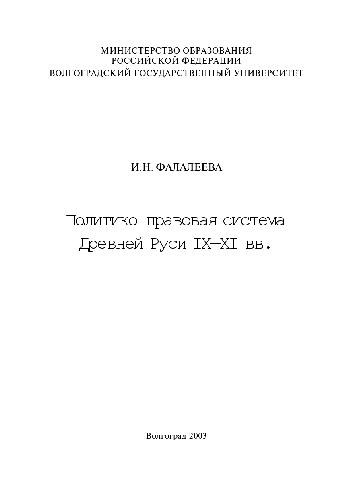 МИНИСТЕРСТВО ОБРАЗОВАНИЯ
РОССИЙСКОЙ ФЕДЕРАЦИИ
ВОЛГОГРАДСКИЙ ГОСУДАРСТВЕННЫЙ УНИВЕРСИТЕТ
И.Н. ФАЛАЛЕЕВА
Политико правовая система
Древней Руси IX–XI вв.
Волгоград 2003